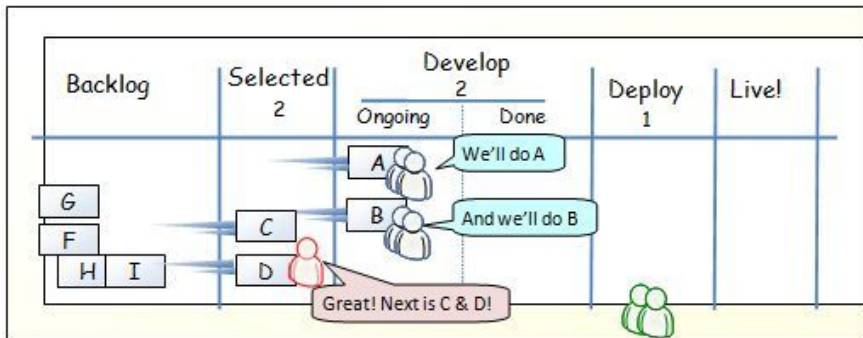 Backlog
Selected
2
Develop
2
Ongoing Done
Deploy
1
Live!
A
We'll do A
B
And we'll do B
G
C
F
H I
D
Great! Next is C & D!